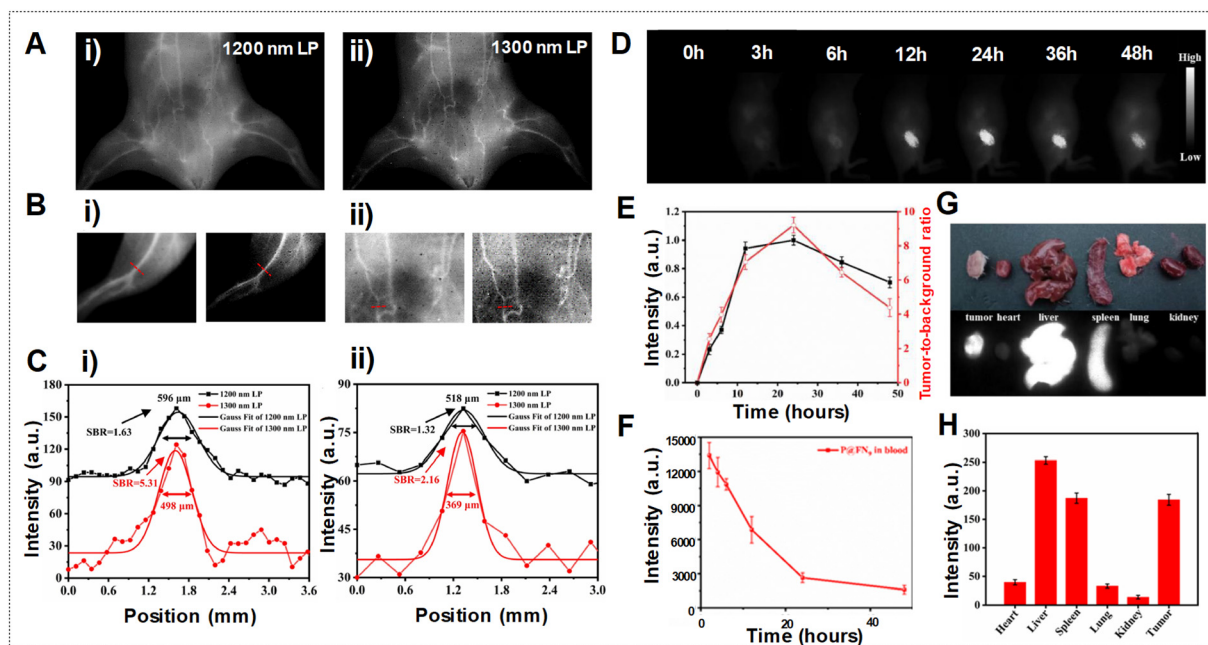 A
i)
1200 nm LP
ii)
1300 nm LP
B
i)
ii)
C
i)
180
150
120
90
60
30
0
Intensity (a.u.)
596 μm
SBR=1.63
SBR=5.31
498 μm
1200 nm LP
1300 nm LP
Gauss Fit of 1200 nm LP
Gauss Fit of 1300 nm LP
0.0 0.6 1.2 1.8 2.4 3.0 3.6
Position (mm)
ii)
90
75
60
45
30
Intensity (a.u.)
518 μm
SBR=1.32
SBR=2.16
369 μm
1200 nm LP
1300 nm LP
Gauss Fit of 1200 nm LP
Gauss Fit of 1300 nm LP
0.0 0.6 1.2 1.8 2.4 3.0
Position (mm)
D
0h 3h 6h 12h 24h 36h 48h
High
Low
E
1.2
1.0
0.8
0.6
0.4
0.2
0.0
Intensity (a.u.)
10
8
6
4
2
0
Tumor-to-background ratio
0 10 20 30 40 50
Time (hours)
F
15000
12000
9000
6000
3000
0
Intensity (a.u.)
P@FN₉ in blood
0 20 40
Time (hours)
G
tumor heart liver spleen lung kidney
H
300
250
200
150
100
50
0
Intensity (a.u.)
Heart Liver Spleen Lung Kidney Tumor